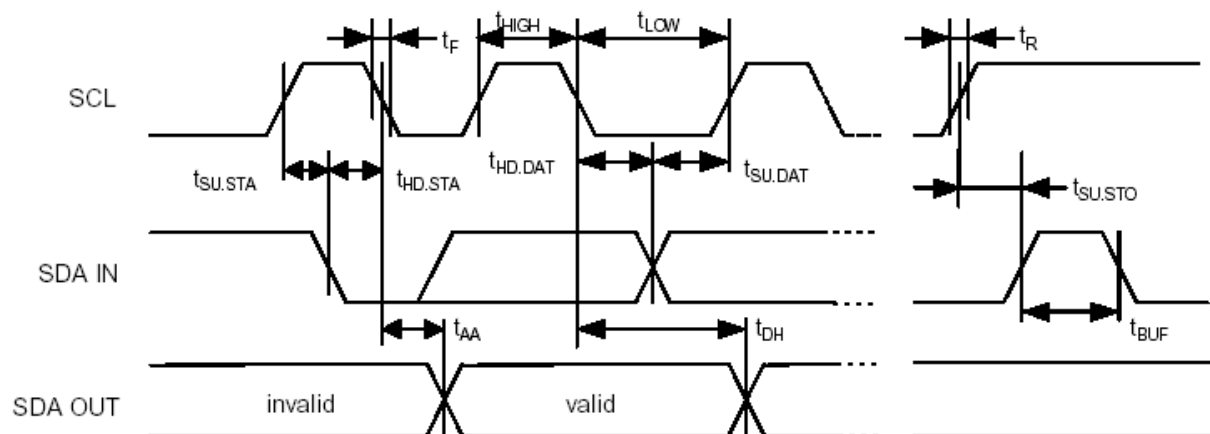 tHIGH
tLOW
tF
tR
SCL
tSU.STA
tHD.STA
tHD.DAT
tSU.DAT
tSU.STO
SDA IN
tAA
tDH
tBUF
SDA OUT
invalid
valid